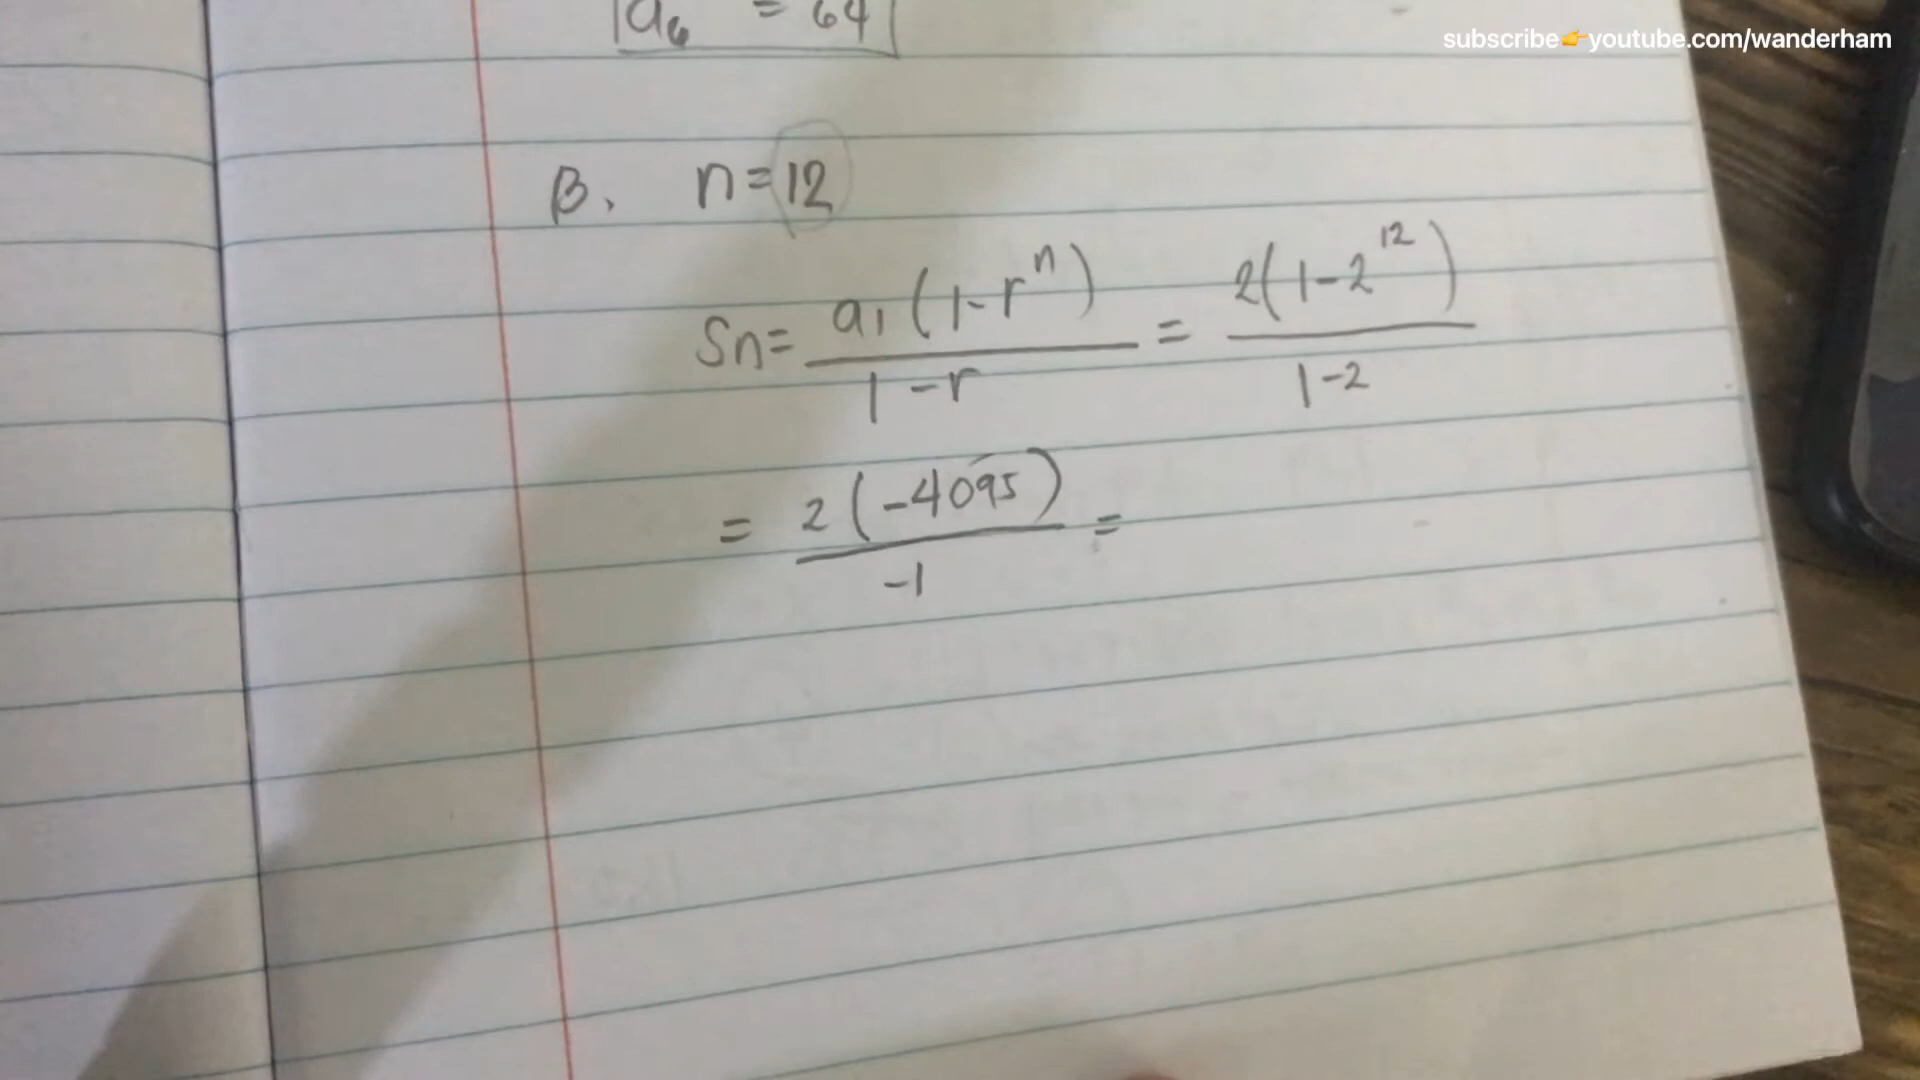 a₆ = 64
subscribe👉youtube.com/wanderham
B. n=12
Sn= a₁(1-rⁿ) / 1-r = 2(1-2¹²) / 1-2
= 2(-4095) / -1 =